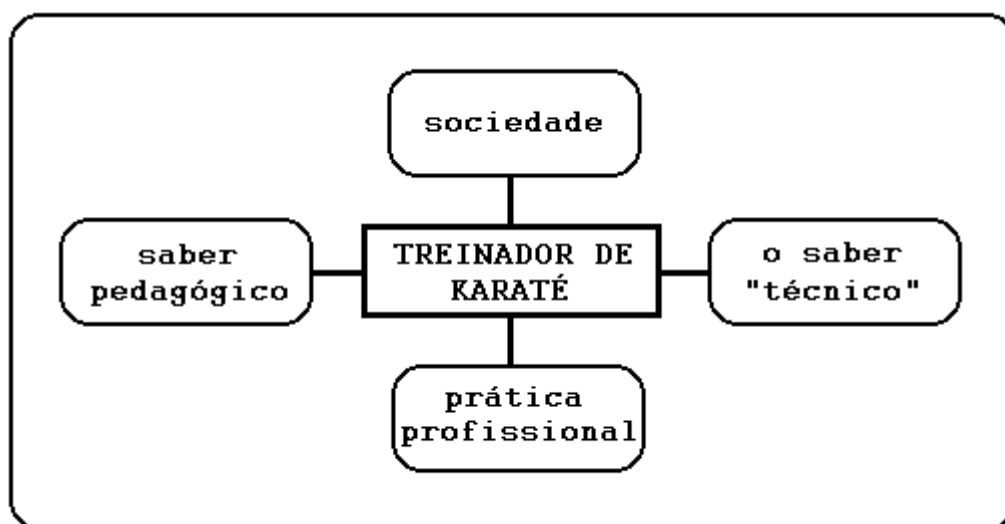 sociedade
saber
pedagógico
TREINADOR DE
KARATÉ
o saber
"técnico"
prática
profissional